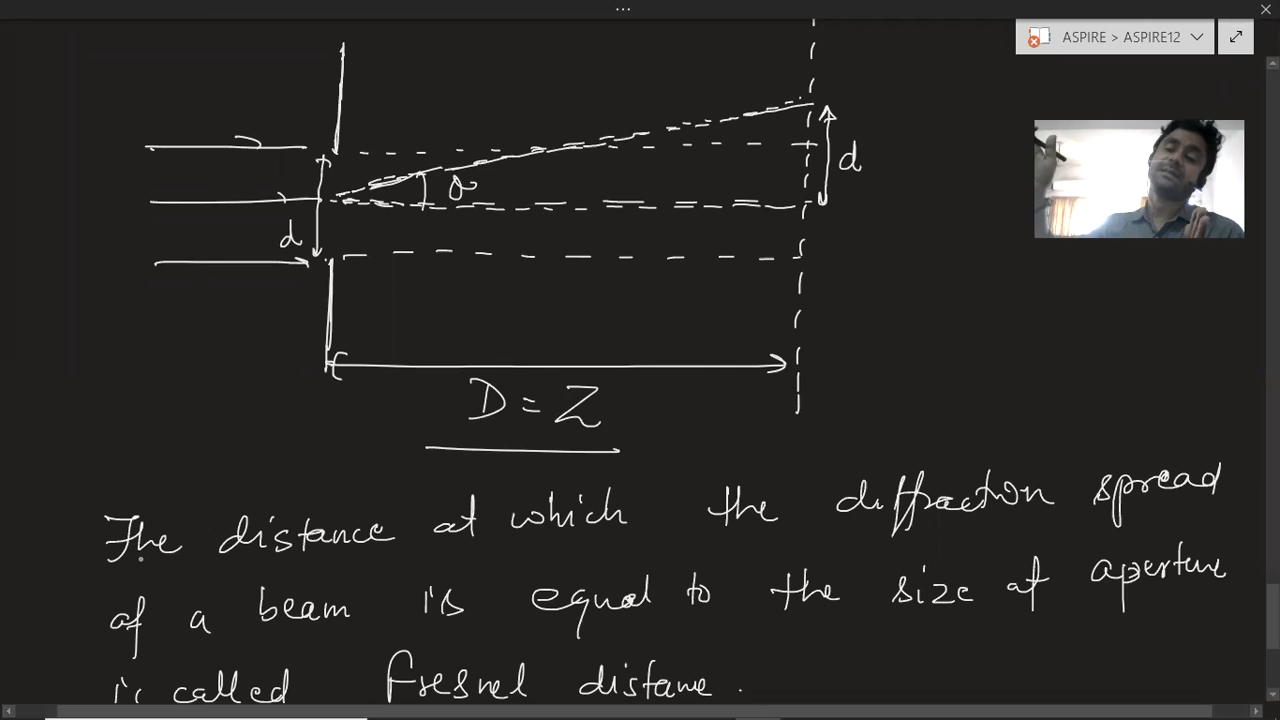 ...
ASPIRE > ASPIRE12
d
θ
d
D = Z
The distance at which the diffraction spread
of a beam is equal to the size of aperture
is called fresnel distance.